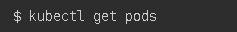 $ kubectl get pods